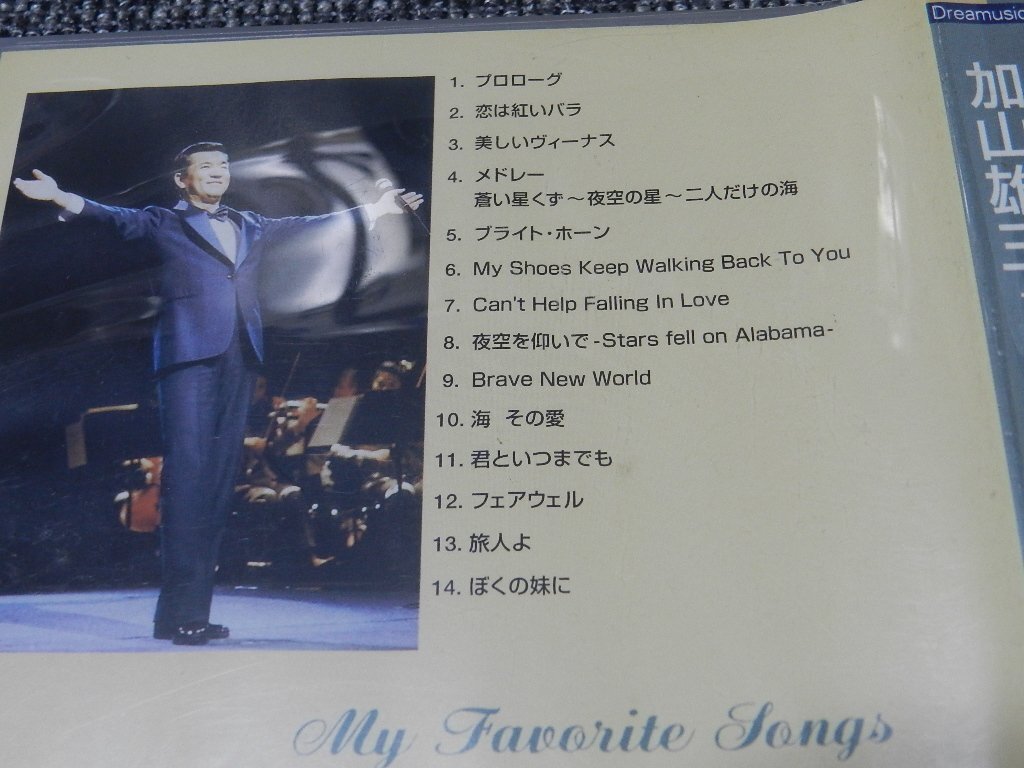 1. プロローグ
2. 恋は紅いバラ
3. 美しいヴィーナス
4. メドレー
蒼い星くず～夜空の星～二人だけの海
5. ブライト・ホーン
6. My Shoes Keep Walking Back To You
7. Can't Help Falling In Love
8. 夜空を仰いで-Stars fell on Alabama-
9. Brave New World
10. 海 その愛
11. 君といつまでも
12. フェアウェル
13. 旅人よ
14. ぼくの妹に
My Favorite Songs
Dreamusic
加山雄三